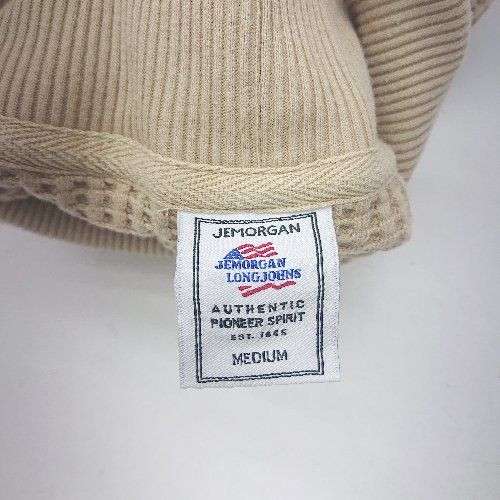 JEMORGAN
JEMORGAN
LONGJOHNS
AUTHENTIC
PIONEER SPIRIT
EST. 1845
MEDIUM